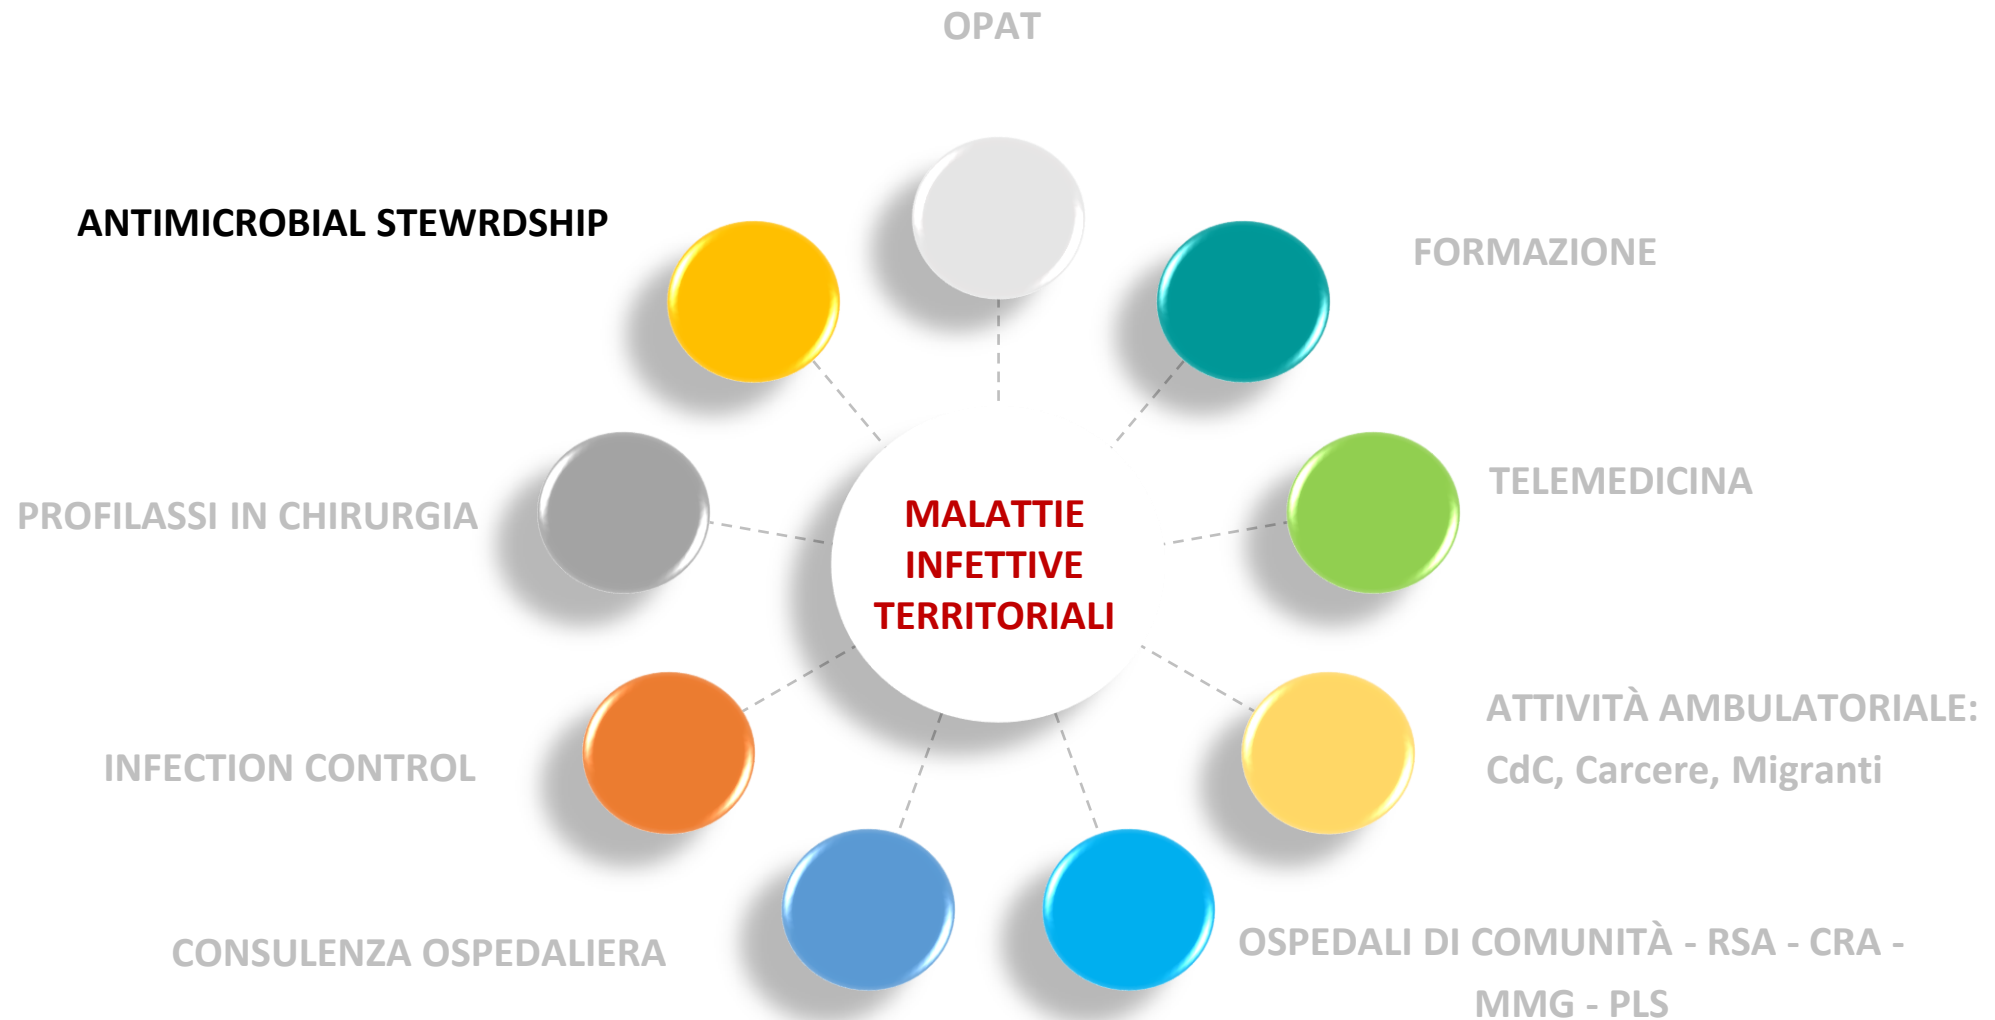 OPAT
ANTIMICROBIAL STEWRDSHIP
FORMAZIONE
TELEMEDICINA
PROFILASSI IN CHIRURGIA
MALATTIE
INFETTIVE
TERRITORIALI
ATTIVITÀ AMBULATORIALE:
CdC, Carcere, Migranti
INFECTION CONTROL
CONSULENZA OSPEDALIERA
OSPEDALI DI COMUNITÀ - RSA - CRA -
MMG - PLS